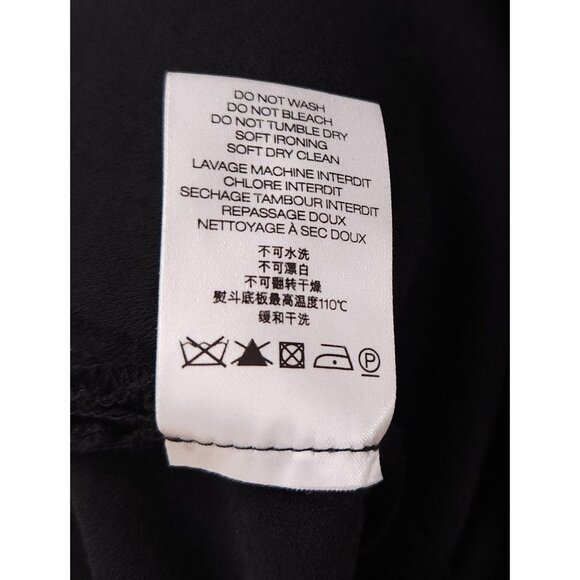 DO NOT WASH
DO NOT BLEACH
DO NOT TUMBLE DRY
SOFT IRONING
SOFT DRY CLEAN
LAVAGE MACHINE INTERDIT
CHLORE INTERDIT
SECHAGE TAMBOUR INTERDIT
REPASSAGE DOUX
NETTOYAGE À SEC DOUX
不可水洗
不可漂白
不可翻转干燥
熨斗底板最高温度110℃
缓和干洗
P